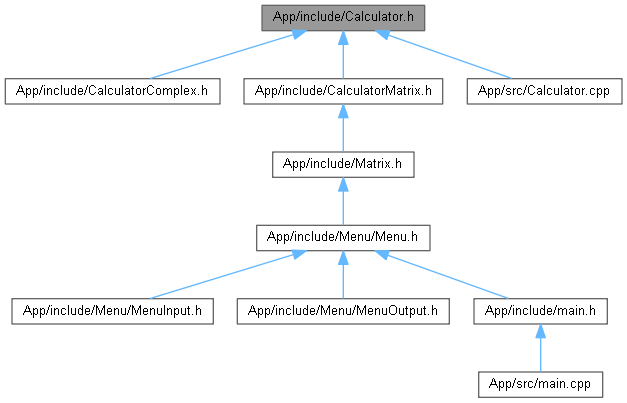 App/include/Calculator.h
App/include/CalculatorComplex.h
App/include/CalculatorMatrix.h
App/src/Calculator.cpp
App/include/Matrix.h
App/include/Menu/Menu.h
App/include/Menu/MenuInput.h
App/include/Menu/MenuOutput.h
App/include/main.h
App/src/main.cpp